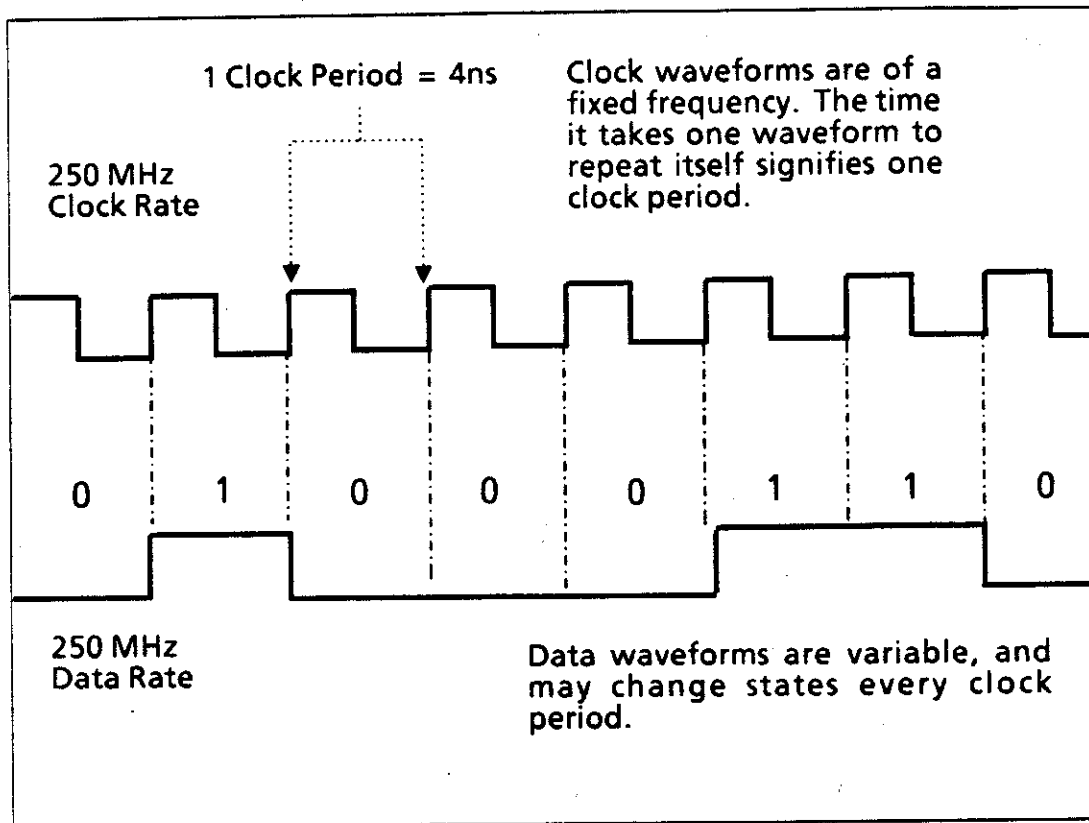 1 Clock Period = 4ns
Clock waveforms are of a
fixed frequency. The time
it takes one waveform to
repeat itself signifies one
clock period.
250 MHz
Clock Rate
0 1 0 0 0 1 1 0
250 MHz
Data Rate
Data waveforms are variable, and
may change states every clock
period.